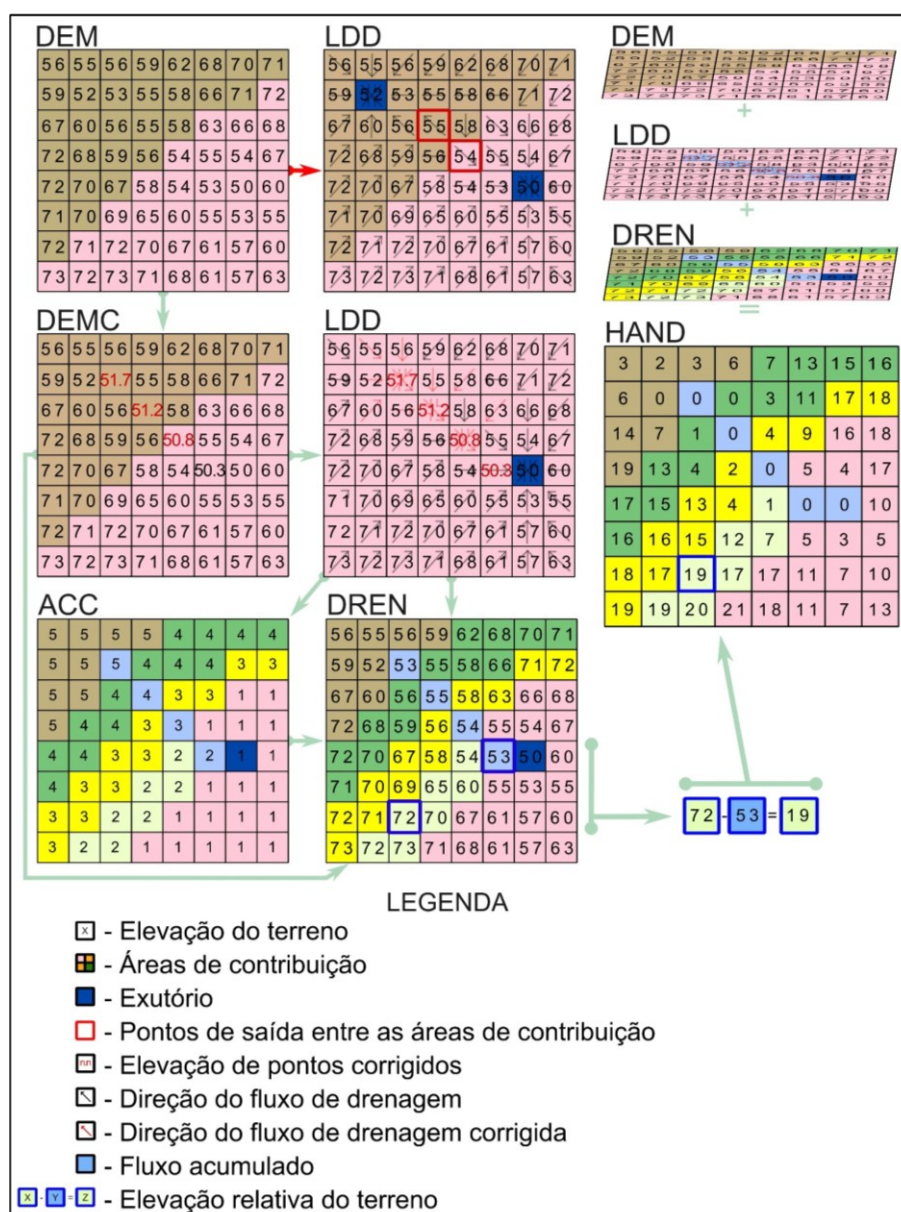 DEM
56 55 56 59 62 68 70 71
59 52 53 55 58 66 71 72
67 60 56 55 58 63 66 68
72 68 59 56 54 55 54 67
72 70 67 58 54 53 50 60
71 70 69 65 60 55 53 55
72 71 72 70 67 61 57 60
73 72 73 71 68 61 57 63
LDD
56 55 56 59 62 68 70 71
59 52 53 55 58 66 71 72
67 60 56 55 58 63 66 68
72 68 59 56 54 55 54 67
72 70 67 58 54 53 50 60
71 70 69 65 60 55 53 55
72 71 72 70 67 61 57 60
73 72 73 71 68 61 57 63
DEM
+
LDD
+
DREN
=
HAND
3 2 3 6 7 13 15 16
6 0 0 0 3 11 17 18
14 7 1 0 4 9 16 18
19 13 4 2 0 5 4 17
17 15 13 4 1 0 0 10
16 16 15 12 7 5 3 5
18 17 19 17 17 11 7 10
19 19 20 21 18 11 7 13
DEMC
56 55 56 59 62 68 70 71
59 52 51.7 55 58 66 71 72
67 60 56 51.2 58 63 66 68
72 68 59 56 50.8 55 54 67
72 70 67 58 54 50.3 50 60
71 70 69 65 60 55 53 55
72 71 72 70 67 61 57 60
73 72 73 71 68 61 57 63
LDD
56 55 56 59 62 68 70 71
59 52 51.7 55 58 66 71 72
67 60 56 51.2 58 63 66 68
72 68 59 56 50.8 55 54 67
72 70 67 58 54 50.3 50 60
71 70 69 65 60 55 53 55
72 71 72 70 67 61 57 60
73 72 73 71 68 61 57 63
ACC
5 5 5 5 4 4 4 4
5 5 5 4 4 4 3 3
5 5 4 4 3 3 1 1
5 4 4 3 3 1 1 1
4 4 3 3 2 2 1 1
4 3 3 2 2 1 1 1
3 3 2 2 1 1 1 1
3 2 2 1 1 1 1 1
DREN
56 55 56 59 62 68 70 71
59 52 53 55 58 66 71 72
67 60 56 55 58 63 66 68
72 68 59 56 54 55 54 67
72 70 67 58 54 53 50 60
71 70 69 65 60 55 53 55
72 71 72 70 67 61 57 60
73 72 73 71 68 61 57 63
72 - 53 = 19
LEGENDA
x - Elevação do terreno
- Áreas de contribuição
- Exutório
- Pontos de saída entre as áreas de contribuição
nn - Elevação de pontos corrigidos
- Direção do fluxo de drenagem
- Direção do fluxo de drenagem corrigida
- Fluxo acumulado
X - Y = Z - Elevação relativa do terreno